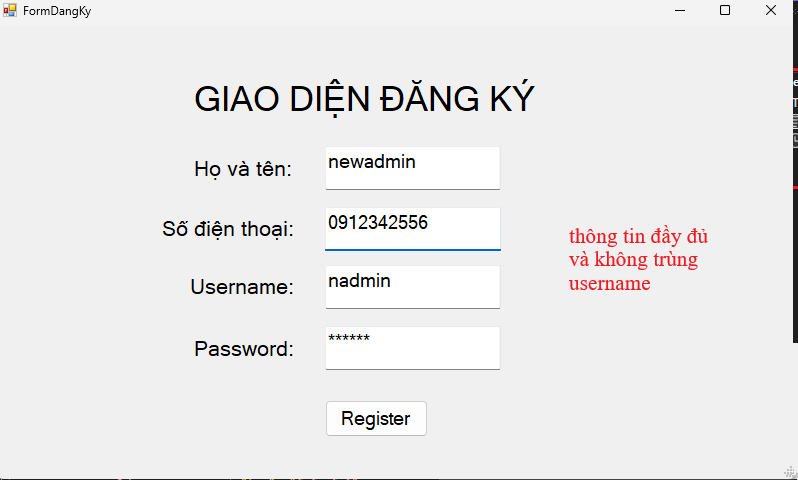 FormDangKy
GIAO DIỆN ĐĂNG KÝ
Họ và tên: newadmin
Số điện thoại: 0912342556
thông tin đầy đủ
và không trùng
username
Username: nadmin
Password: ******
Register